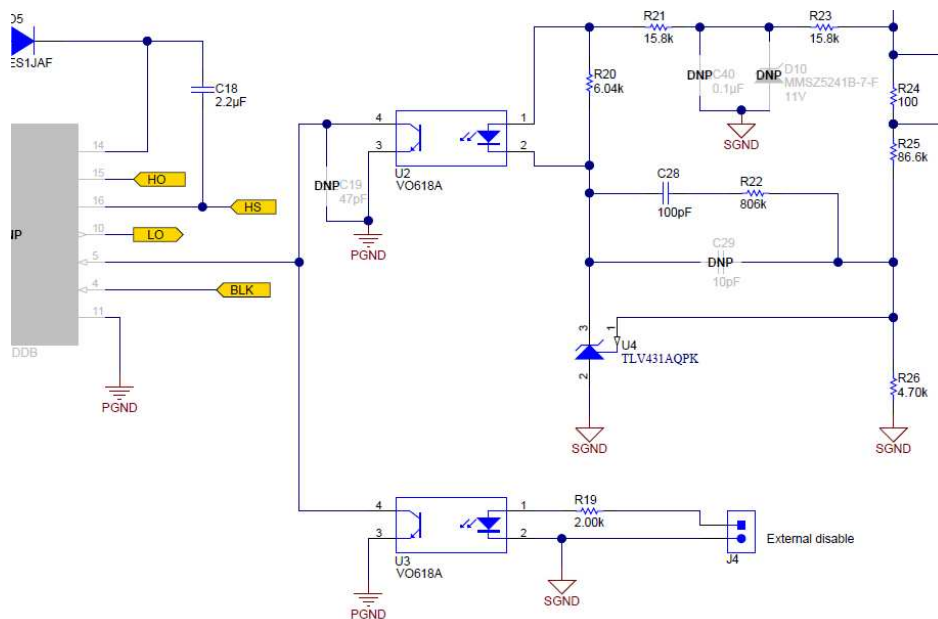 D5
ES1JAF
C18
2.2µF
14
15
HO
16
HS
10
LO
NP
5
4
BLK
11
DDB
PGND
DNP
C19
47pF
PGND
4
3
1
2
U2
VO618A
R20
6.04k
R21
15.8k
DNP
C40
0.1µF
DNP
D10
MMSZ5241B-7-F
11V
SGND
R23
15.8k
R24
100
R25
86.6k
C28
100pF
R22
806k
C29
DNP
10pF
3
1
2
U4
TLV431AQPK
SGND
R26
4.70k
SGND
4
3
1
2
U3
VO618A
PGND
R19
2.00k
SGND
J4
External disable